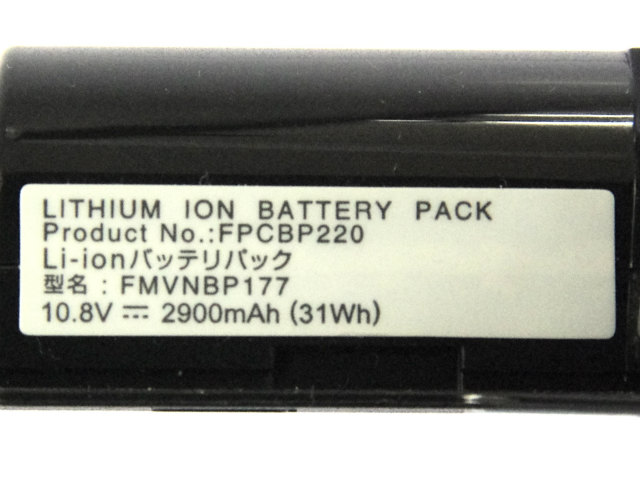 LITHIUM ION BATTERY PACK
Product No.:FPCBP220
Li-ionバッテリパック
型名 : FMVNBP177
10.8V ⎓ 2900mAh (31Wh)